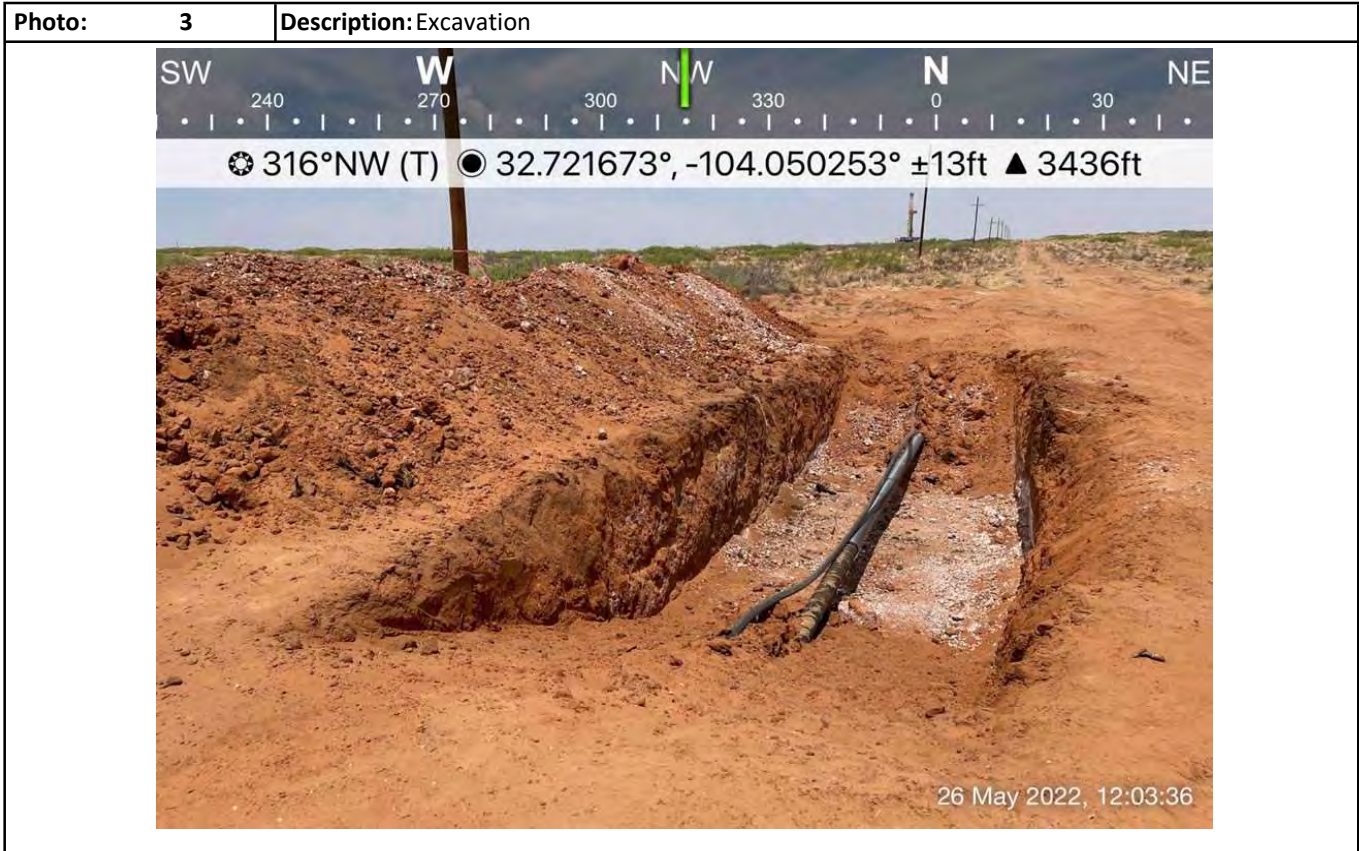 Photo: 3 Description: Excavation
SW W NW N NE
240 270 300 330 0 30
316°NW (T) 32.721673°, -104.050253° ±13ft ▲ 3436ft
26 May 2022, 12:03:36